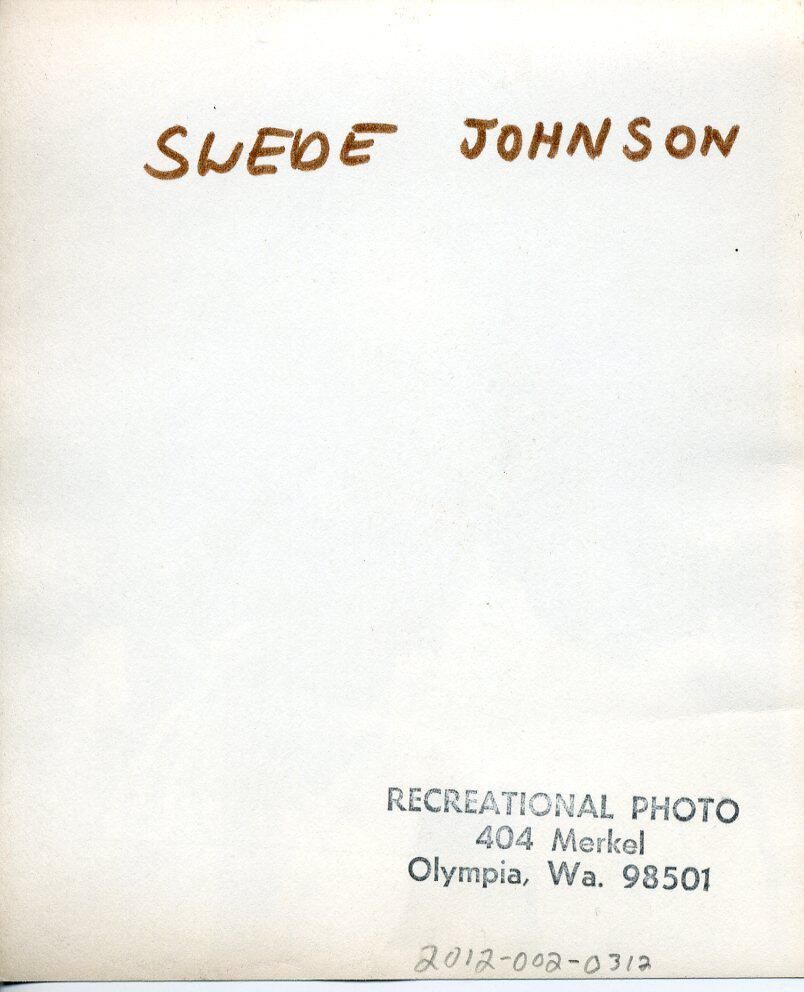 SWEDE JOHNSON
RECREATIONAL PHOTO
404 Merkel
Olympia, Wa. 98501
2012-002-0312